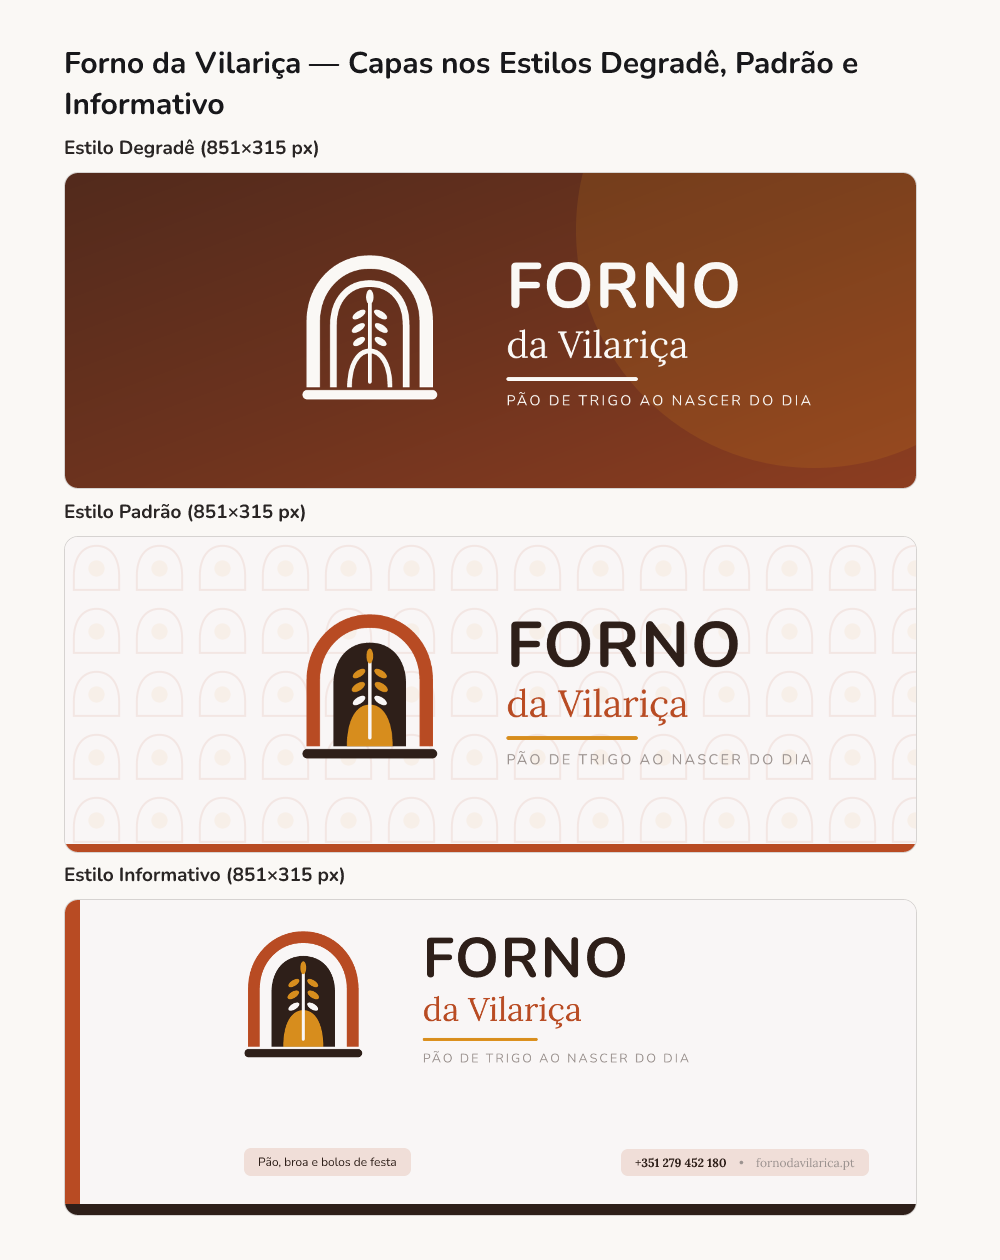 Forno da Vilariça — Capas nos Estilos Degradê, Padrão e
Informativo
Estilo Degradê (851×315 px)
FORNO
da Vilariça
PÃO DE TRIGO AO NASCER DO DIA
Estilo Padrão (851×315 px)
FORNO
da Vilariça
PÃO DE TRIGO AO NASCER DO DIA
Estilo Informativo (851×315 px)
FORNO
da Vilariça
PÃO DE TRIGO AO NASCER DO DIA
Pão, broa e bolos de festa
+351 279 452 180 • fornodavilarica.pt